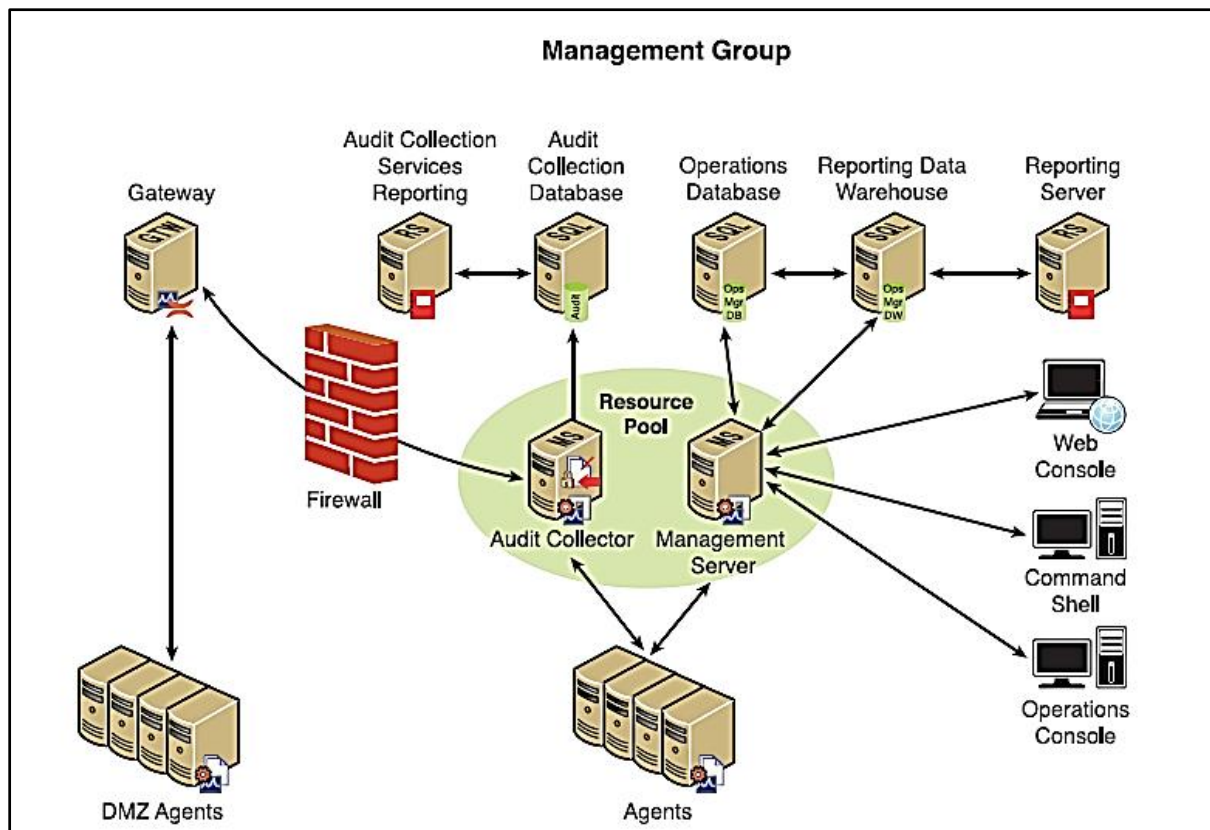 Management Group
Audit Collection
Services
Reporting
Audit
Collection
Database
Operations
Database
Reporting Data
Warehouse
Reporting
Server
Gateway
GTW
RS
SQL
SQL
SQL
RS
Audit
Ops
Mgr
DB
Ops
Mgr
DW
Firewall
Resource
Pool
MS
MS
Audit Collector
Management
Server
Web
Console
Command
Shell
Operations
Console
DMZ Agents
Agents